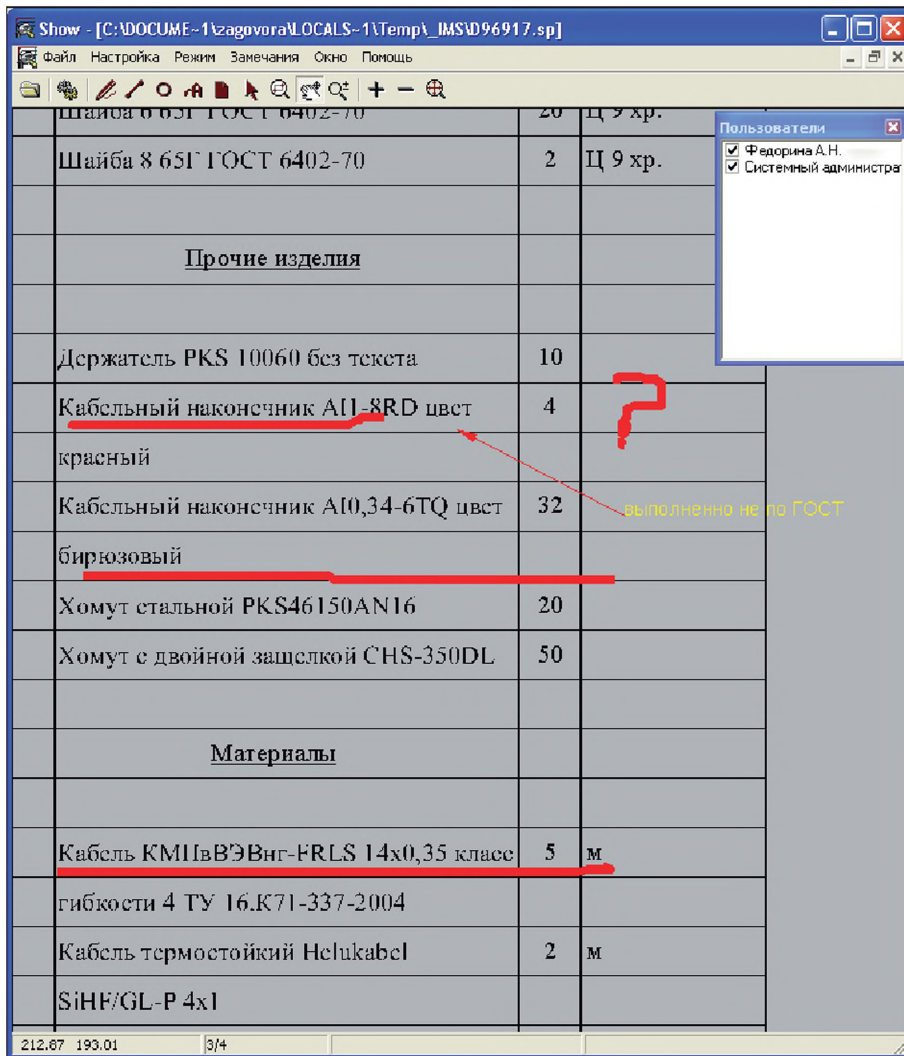 Show - [C:\DOCUME~1\zagovora\LOCALS~1\Temp\_IMS\D96917.sp]
Файл Настройка Режим Замечания Окно Помощь
Шайба 6 65Г ГОСТ 6402-70 20 Ц 9 хр.
Пользователи
Федорина А.Н.
Системный администра
Шайба 8 65Г ГОСТ 6402-70 2 Ц 9 хр.
Прочие изделия
Держатель PKS 10060 без текста 10
Кабельный наконечник AI1-8RD цвет 4 ?
красный
Кабельный наконечник AI0,34-6TQ цвет 32
выполненно не по ГОСТ
бирюзовый
Хомут стальной PKS46150AN16 20
Хомут с двойной защелкой CHS-350DL 50
Материалы
Кабель КМПвВЭВнг-FRLS 14x0,35 класс 5 м
гибкости 4 ТУ 16.К71-337-2004
Кабель термостойкий Helukabel 2 м
SiHF/GL-P 4x1
212.87 193.01 3/4